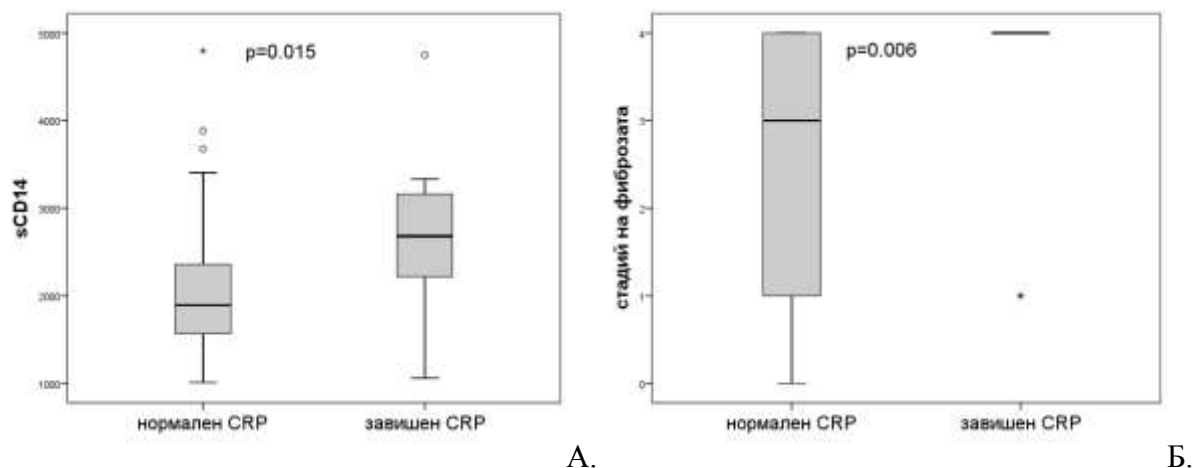 5000
4000
3000
2000
1000
sCD14
p=0.015
нормален CRP
завишен CRP
А.
4
3
2
1
0
стадий на фиброзата
p=0.006
нормален CRP
завишен CRP
Б.